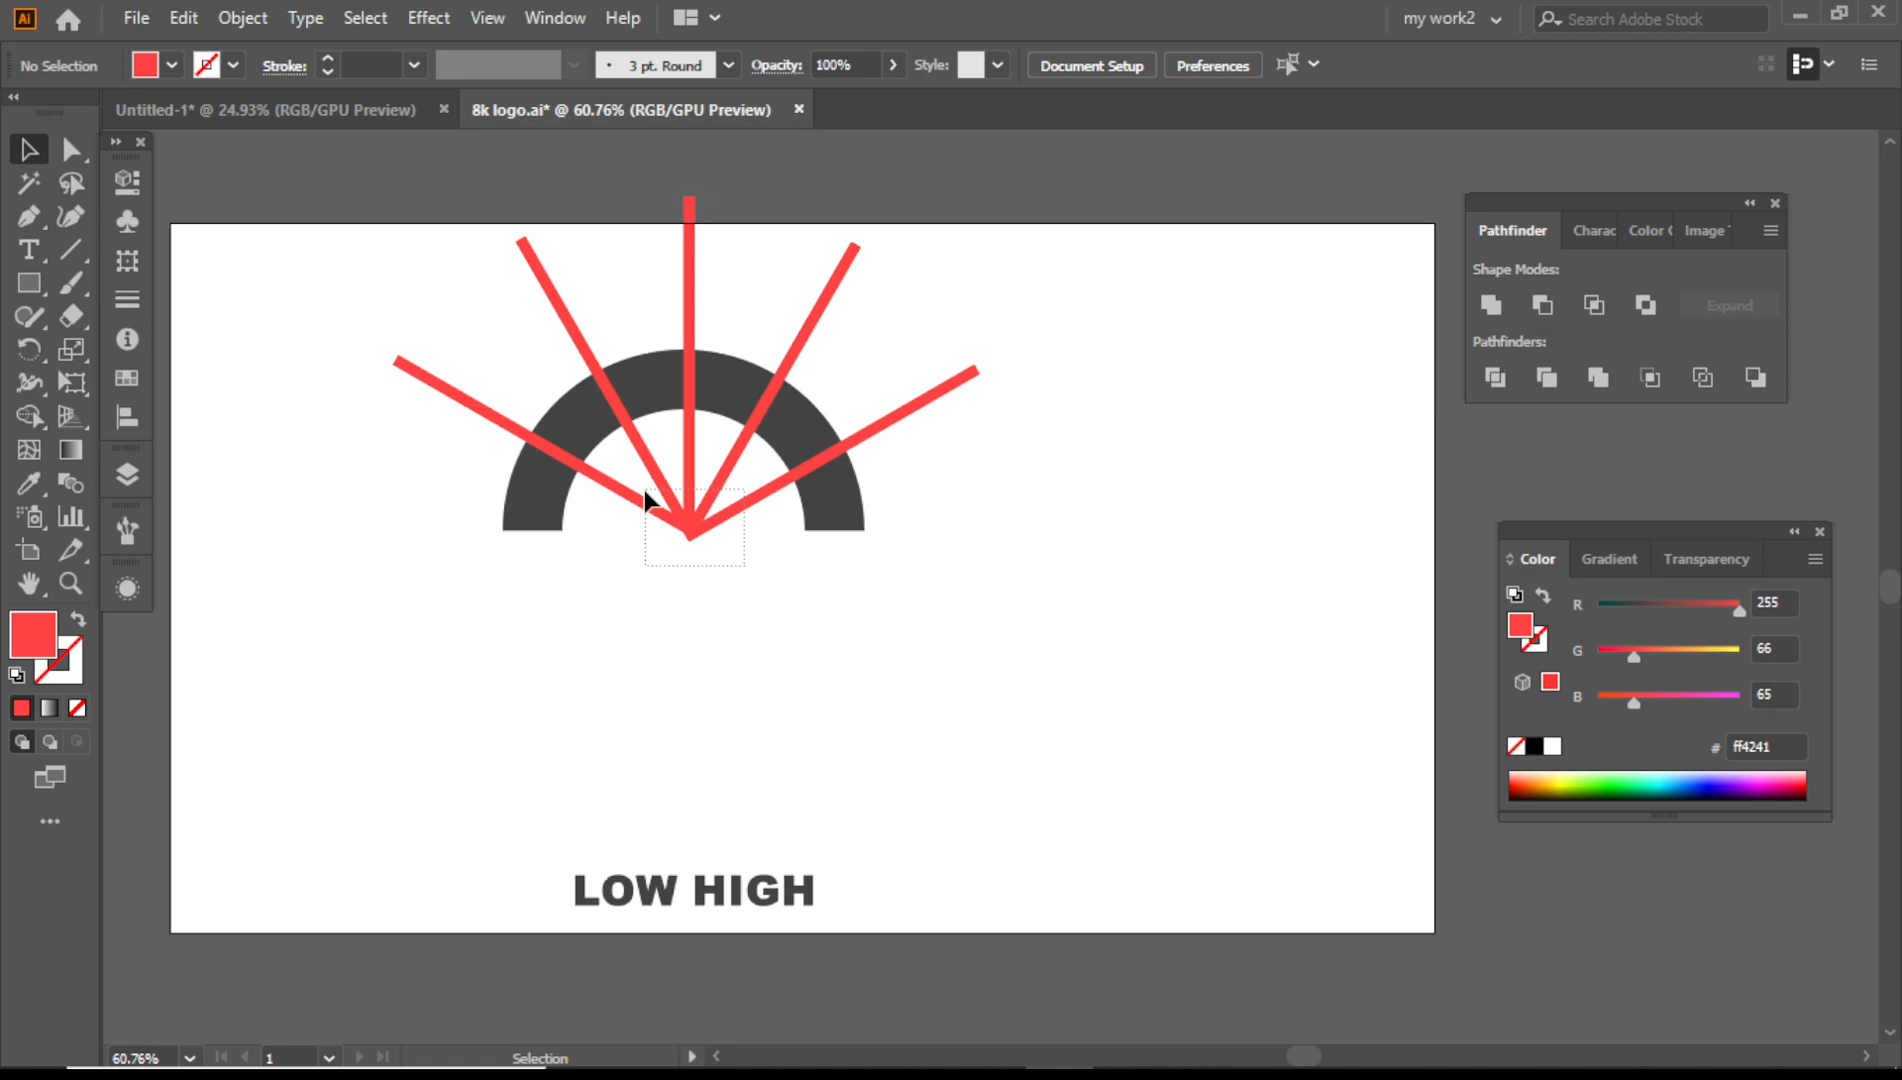 Ai File Edit Object Type Select Effect View Window Help my work2 Search Adobe Stock
No Selection Stroke: 3 pt. Round Opacity: 100% Style: Document Setup Preferences
Untitled-1* @ 24.93% (RGB/GPU Preview) 8k logo.ai* @ 60.76% (RGB/GPU Preview)
Pathfinder Charac Color Image
Shape Modes:
Expand
Pathfinders:
Color Gradient Transparency
R 255
G 66
B 65
# ff4241
LOW HIGH
60.76% 1 Selection